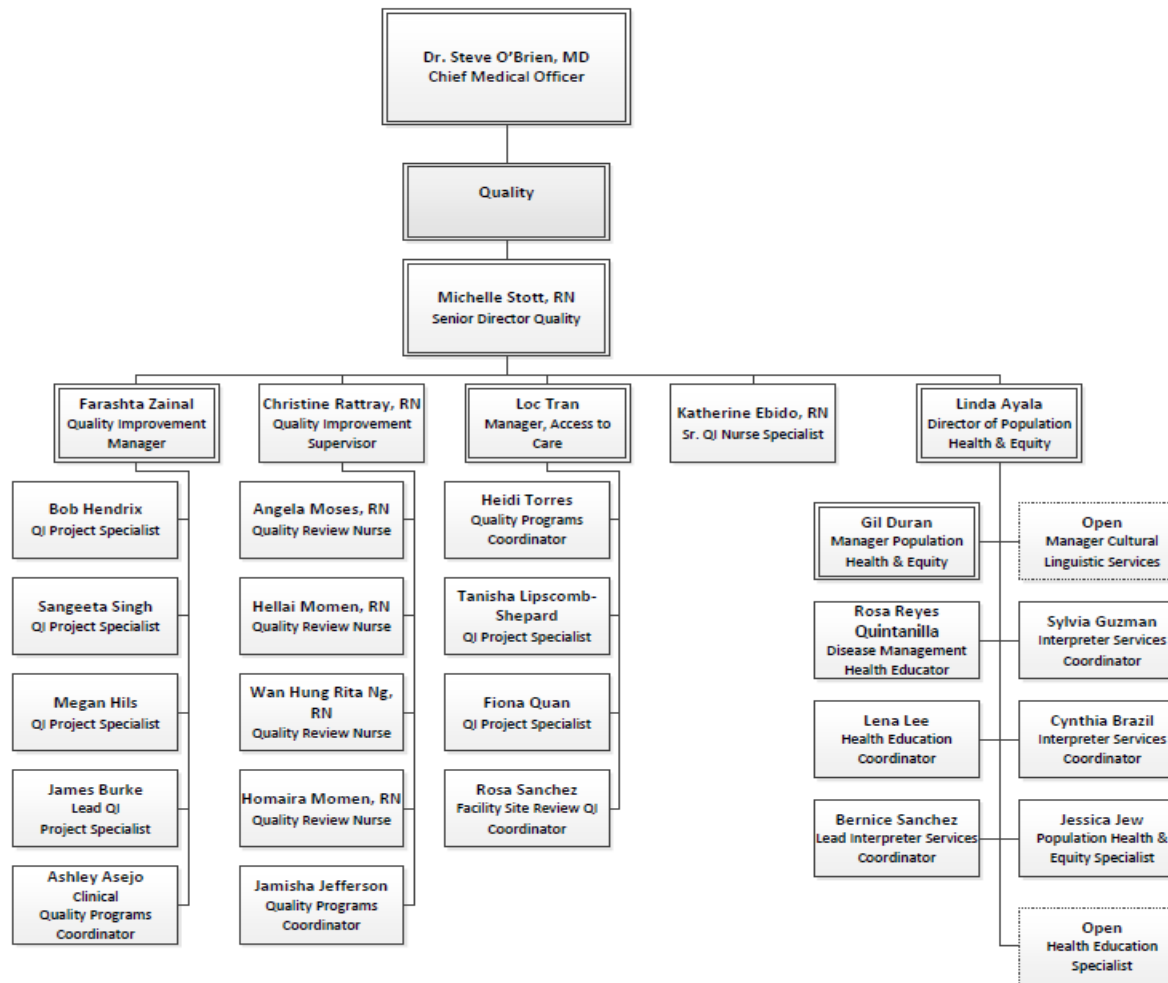 Dr. Steve O'Brien, MD
Chief Medical Officer
Quality
Michelle Stott, RN
Senior Director Quality
Farashta Zainal
Quality Improvement
Manager
Christine Rattray, RN
Quality Improvement
Supervisor
Loc Tran
Manager, Access to
Care
Katherine Ebido, RN
Sr. QI Nurse Specialist
Linda Ayala
Director of Population
Health & Equity
Bob Hendrix
QI Project Specialist
Sangeeta Singh
QI Project Specialist
Megan Hils
QI Project Specialist
James Burke
Lead QI
Project Specialist
Ashley Asejo
Clinical
Quality Programs
Coordinator
Angela Moses, RN
Quality Review Nurse
Hellai Momen, RN
Quality Review Nurse
Wan Hung Rita Ng,
RN
Quality Review Nurse
Homaira Momen, RN
Quality Review Nurse
Jamisha Jefferson
Quality Programs
Coordinator
Heidi Torres
Quality Programs
Coordinator
Tanisha Lipscomb-
Shepard
QI Project Specialist
Fiona Quan
QI Project Specialist
Rosa Sanchez
Facility Site Review QI
Coordinator
Gil Duran
Manager Population
Health & Equity
Open
Manager Cultural
Linguistic Services
Rosa Reyes
Quintanilla
Disease Management
Health Educator
Sylvia Guzman
Interpreter Services
Coordinator
Lena Lee
Health Education
Coordinator
Cynthia Brazil
Interpreter Services
Coordinator
Bernice Sanchez
Lead Interpreter Services
Coordinator
Jessica Jew
Population Health &
Equity Specialist
Open
Health Education
Specialist